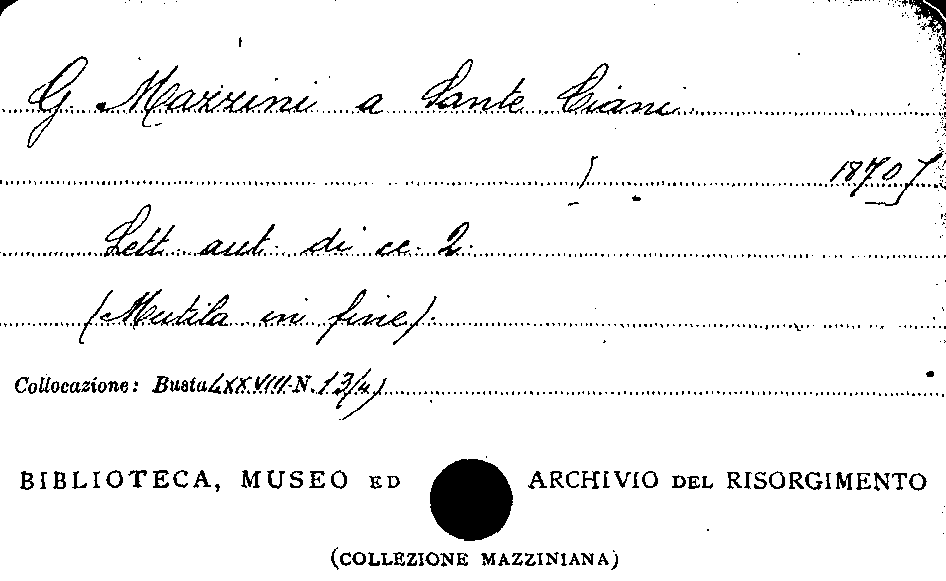 G. Mazzini a Sante Ciani.
[ 1870]
Lett. aut. di cc. 2.
(Mutila in fine).
Collocazione: Busta LXXVIII N. 13/4)
BIBLIOTECA, MUSEO ED ARCHIVIO DEL RISORGIMENTO
(COLLEZIONE MAZZINIANA)